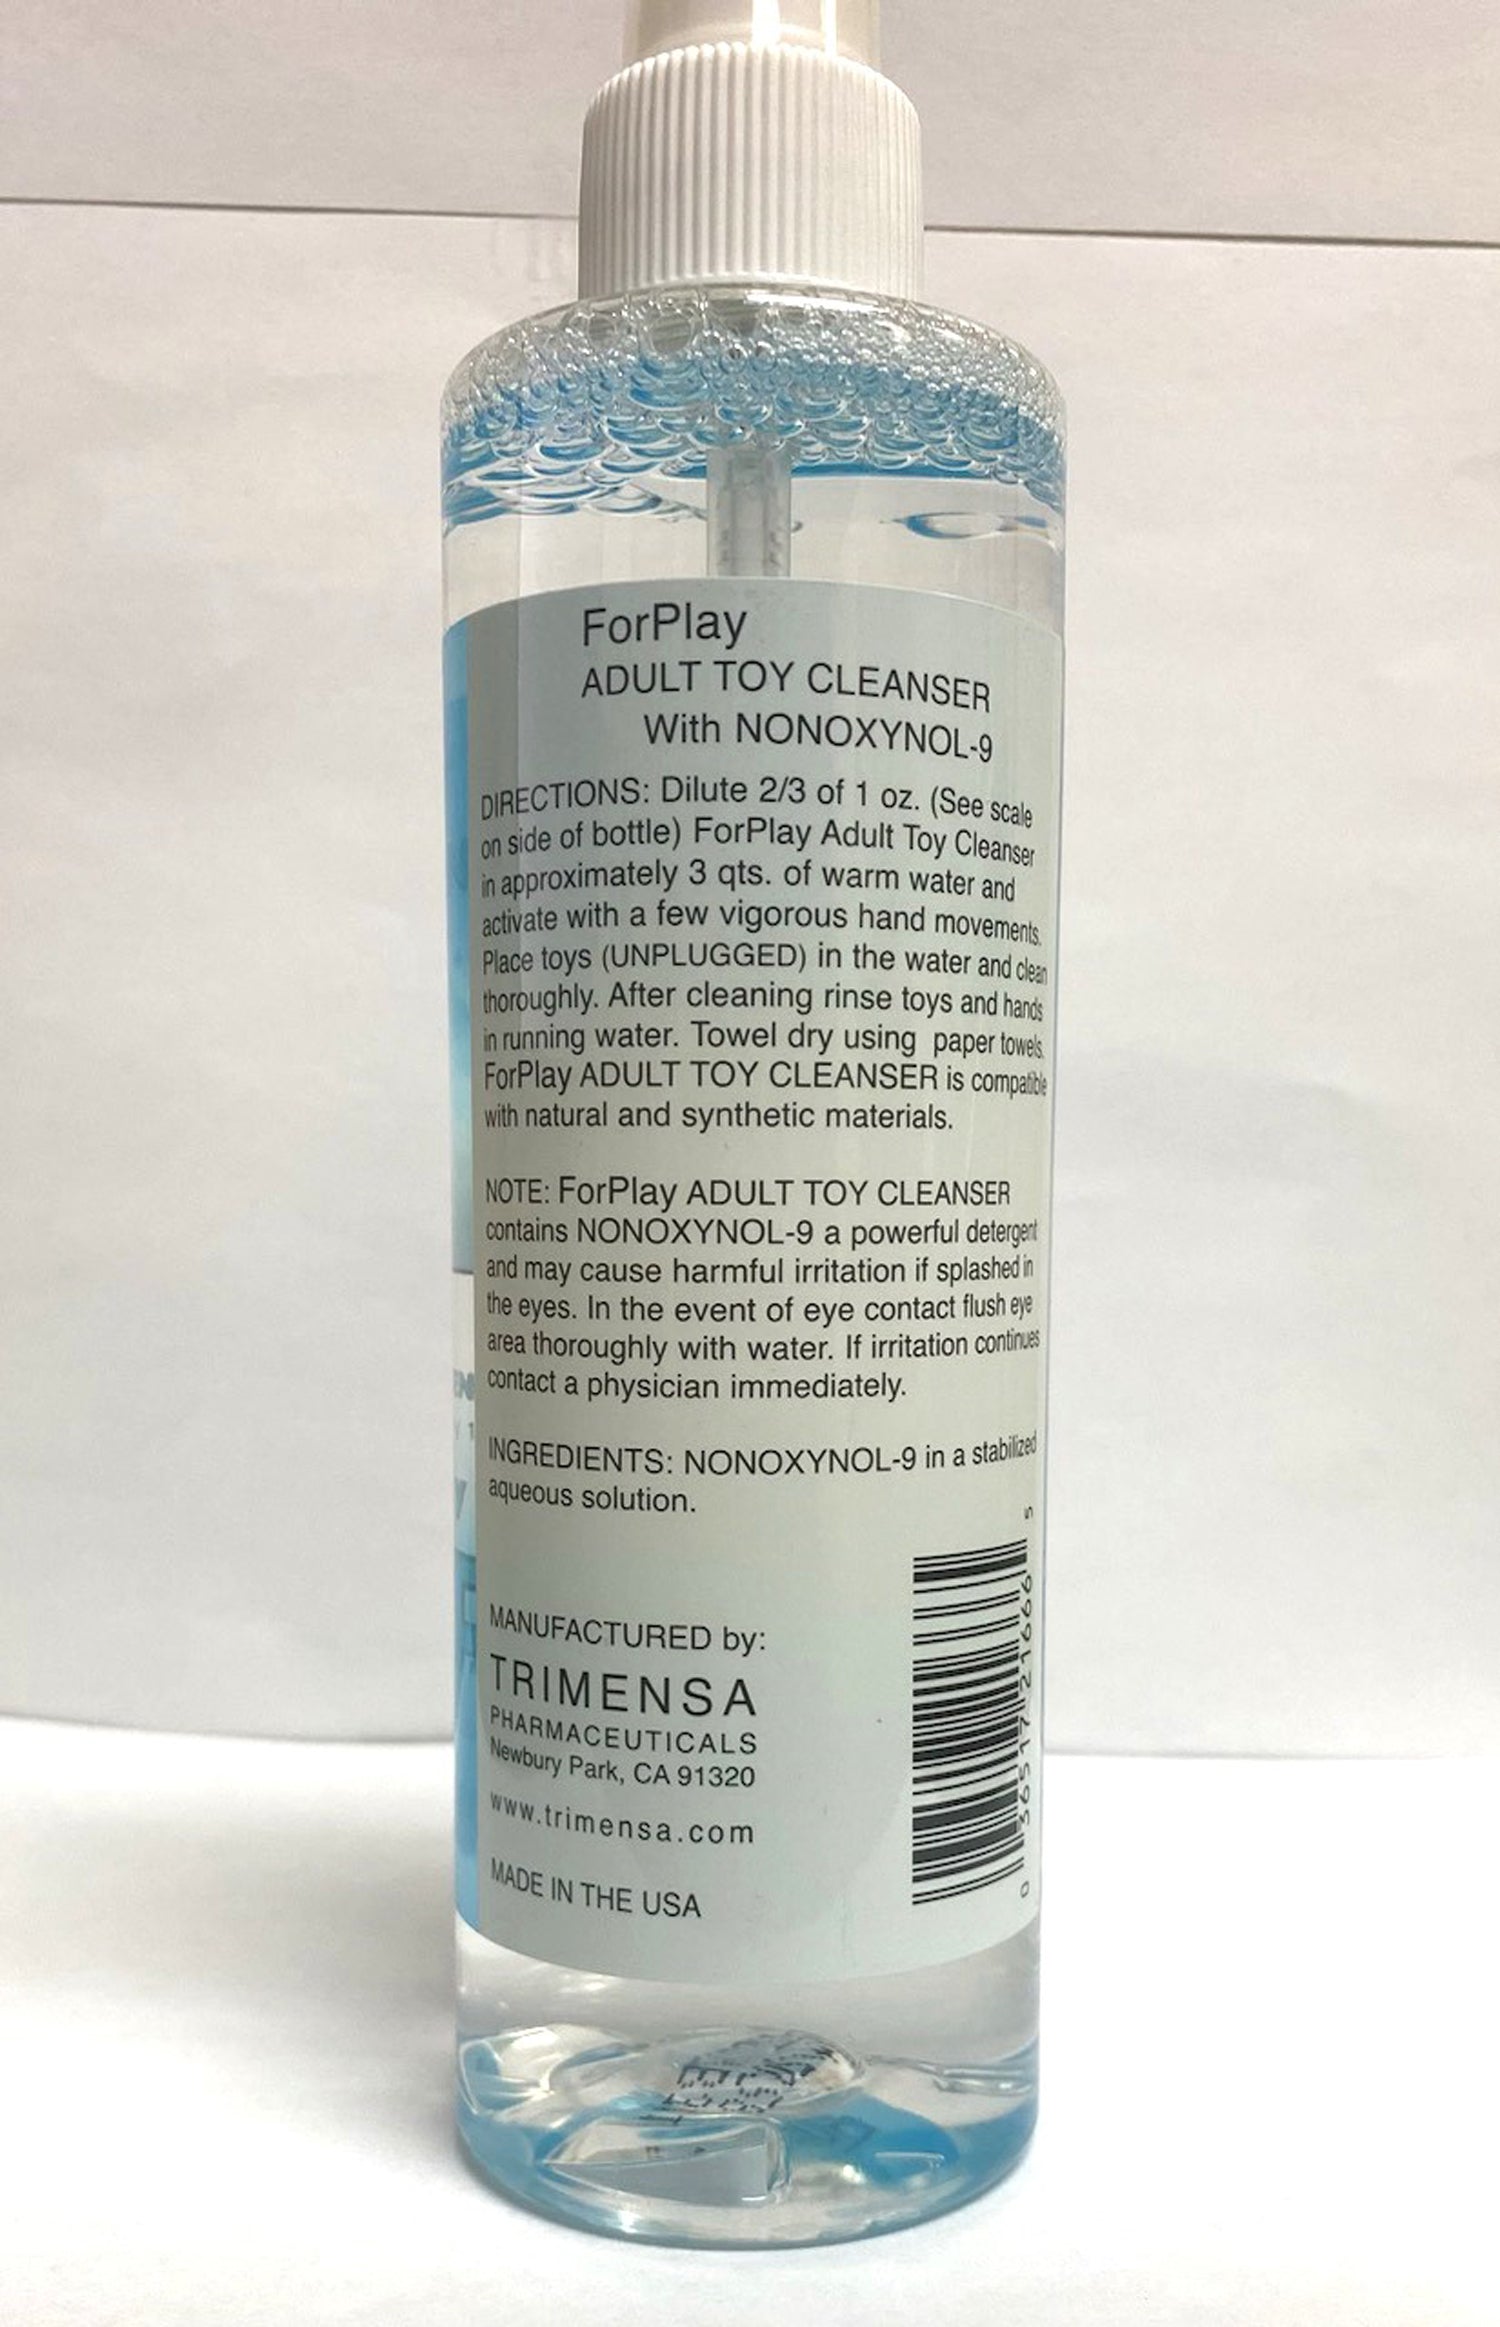 ForPlay
ADULT TOY CLEANSER
With NONOXYNOL-9
DIRECTIONS: Dilute 2/3 of 1 oz. (See scale
on side of bottle) ForPlay Adult Toy Cleanser
in approximately 3 qts. of warm water and
activate with a few vigorous hand movements.
Place toys (UNPLUGGED) in the water and clean
thoroughly. After cleaning rinse toys and hands
in running water. Towel dry using paper towels.
ForPlay ADULT TOY CLEANSER is compatible
with natural and synthetic materials.
NOTE: ForPlay ADULT TOY CLEANSER
contains NONOXYNOL-9 a powerful detergent
and may cause harmful irritation if splashed in
the eyes. In the event of eye contact flush eye
area thoroughly with water. If irritation continues
contact a physician immediately.
INGREDIENTS: NONOXYNOL-9 in a stabilized
aqueous solution.
MANUFACTURED by:
TRIMENSA
PHARMACEUTICALS
Newbury Park, CA 91320
www.trimensa.com
MADE IN THE USA
0 36517 21666 5